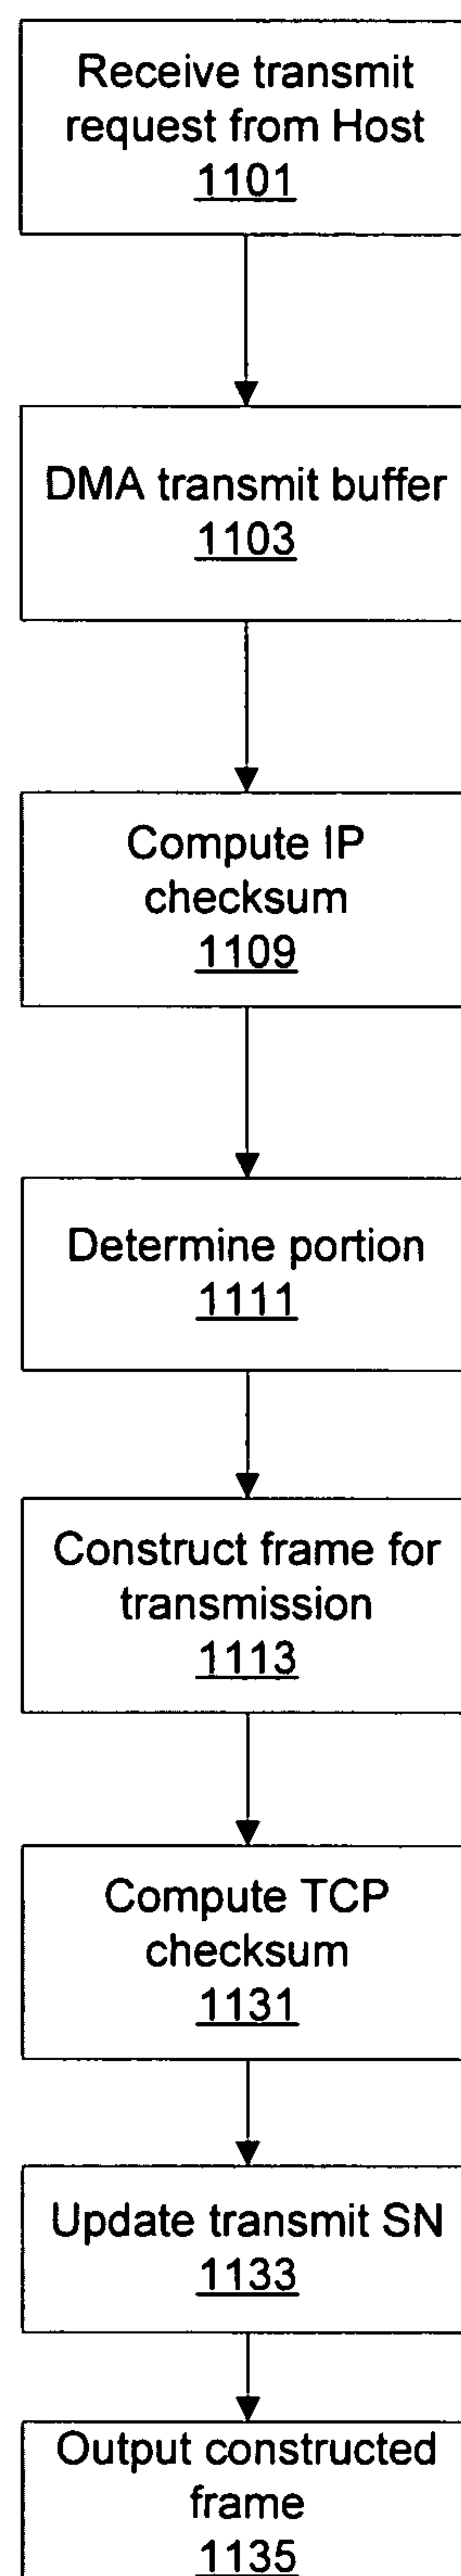 Receive transmit
request from Host
1101
DMA transmit buffer
1103
Compute IP
checksum
1109
Determine portion
1111
Construct frame for
transmission
1113
Compute TCP
checksum
1131
Update transmit SN
1133
Output constructed
frame
1135